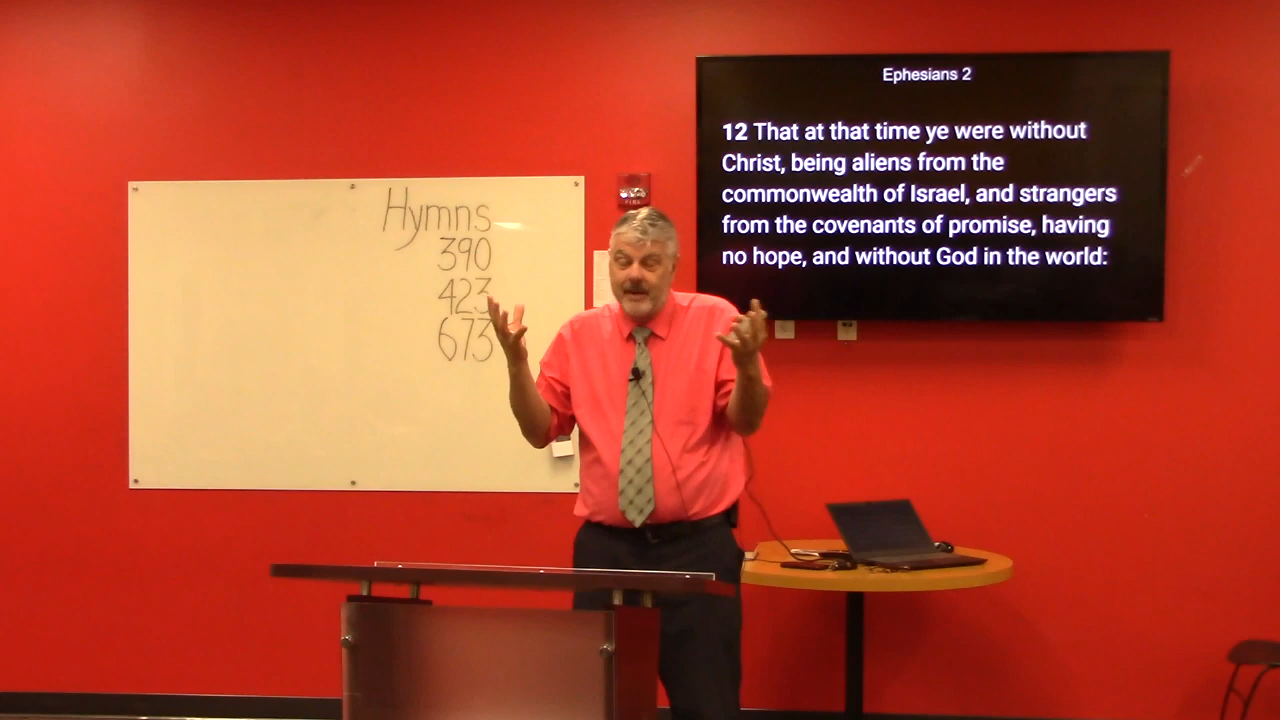 Hymns
390
423
673
FIRE
Ephesians 2
12 That at that time ye were without
Christ, being aliens from the
commonwealth of Israel, and strangers
from the covenants of promise, having
no hope, and without God in the world: